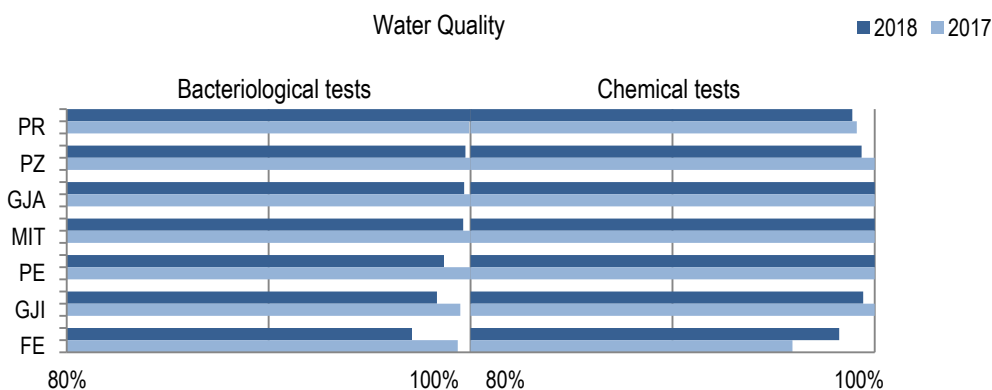 Water Quality
2018 2017
Bacteriological tests Chemical tests
PR
PZ
GJA
MIT
PE
GJI
FE
80% 100% 80% 100%